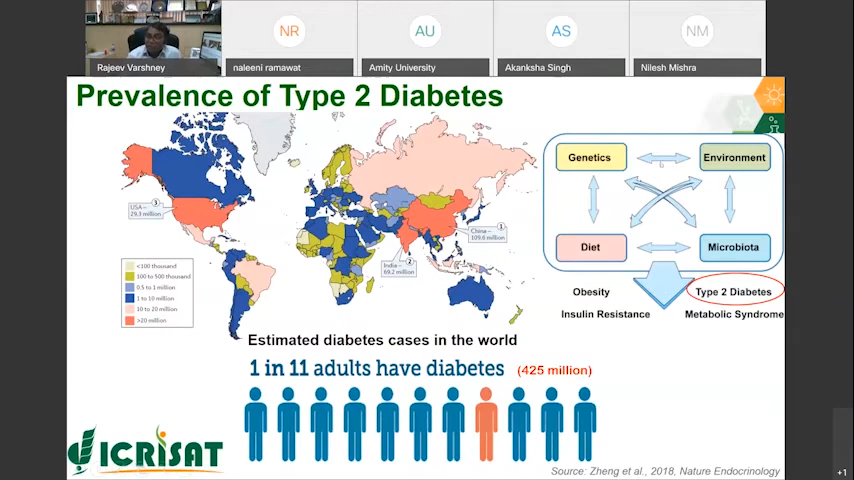 NR
AU
AS
NM
Rajeev Varshney
naleeni ramawat
Amity University
Akanksha Singh
Nilesh Mishra
Prevalence of Type 2 Diabetes
USA –
29.3 million
3
China –
109.6 million
1
India –
69.2 million
2
<100 thousand
100 to 500 thousand
0.5 to 1 million
1 to 10 million
10 to 20 million
>20 million
Genetics
Environment
Diet
Microbiota
Obesity
Type 2 Diabetes
Insulin Resistance
Metabolic Syndrome
Estimated diabetes cases in the world
1 in 11 adults have diabetes (425 million)
ICRISAT
Source: Zheng et al., 2018, Nature Endocrinology
+1